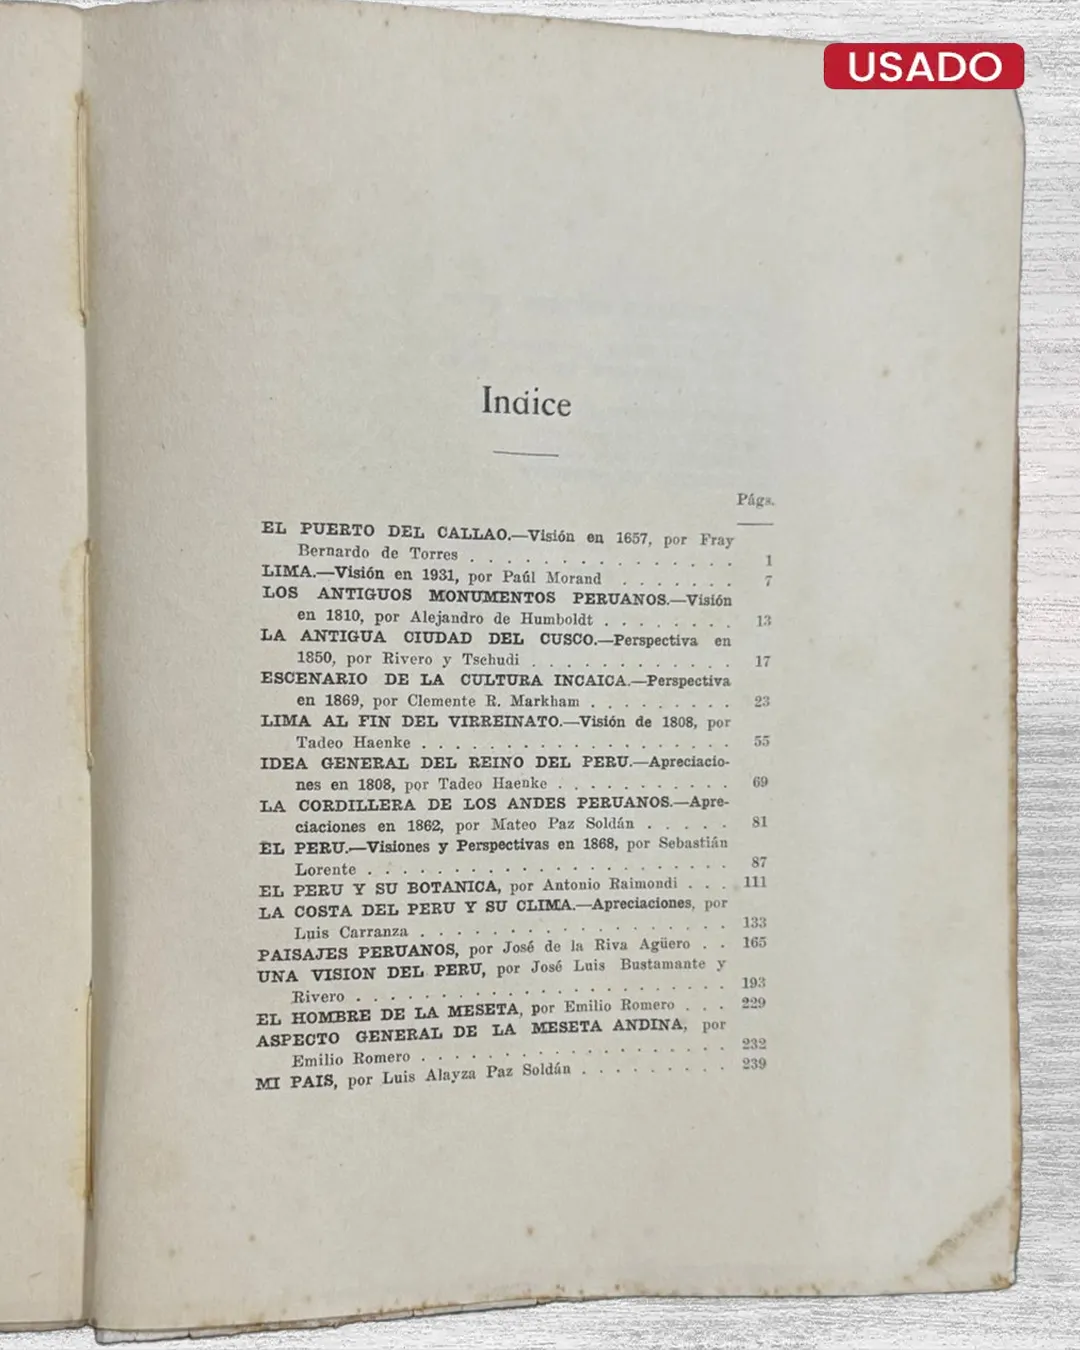 USADO
Indice
Págs.
EL PUERTO DEL CALLAO.—Visión en 1657, por Fray
Bernardo de Torres . . . . . . . . . . . . . . . 1
LIMA.—Visión en 1931, por Paúl Morand . . . . . . . 7
LOS ANTIGUOS MONUMENTOS PERUANOS.—Visión
en 1810, por Alejandro de Humboldt . . . . . . . . 13
LA ANTIGUA CIUDAD DEL CUSCO.—Perspectiva en
1850, por Rivero y Tschudi . . . . . . . . . . . . 17
ESCENARIO DE LA CULTURA INCAICA.—Perspectiva
en 1869, por Clemente R. Markham . . . . . . . . . 23
LIMA AL FIN DEL VIRREINATO.—Visión de 1808, por
Tadeo Haenke . . . . . . . . . . . . . . . . . . 55
IDEA GENERAL DEL REINO DEL PERU.—Apreciacio-
nes en 1808, por Tadeo Haenke . . . . . . . . . . . 69
LA CORDILLERA DE LOS ANDES PERUANOS.—Apre-
ciaciones en 1862, por Mateo Paz Soldán . . . . . 81
EL PERU.—Visiones y Perspectivas en 1868, por Sebastián
Lorente . . . . . . . . . . . . . . . . . . . . . 87
EL PERU Y SU BOTANICA, por Antonio Raimondi . . . 111
LA COSTA DEL PERU Y SU CLIMA.—Apreciaciones, por
Luis Carranza . . . . . . . . . . . . . . . . . . 133
PAISAJES PERUANOS, por José de la Riva Agüero . . 165
UNA VISION DEL PERU, por José Luis Bustamante y
Rivero . . . . . . . . . . . . . . . . . . . . . 193
EL HOMBRE DE LA MESETA, por Emilio Romero . . . 229
ASPECTO GENERAL DE LA MESETA ANDINA, por
Emilio Romero . . . . . . . . . . . . . . . . . . 232
MI PAIS, por Luis Alayza Paz Soldán . . . . . . . . . 239